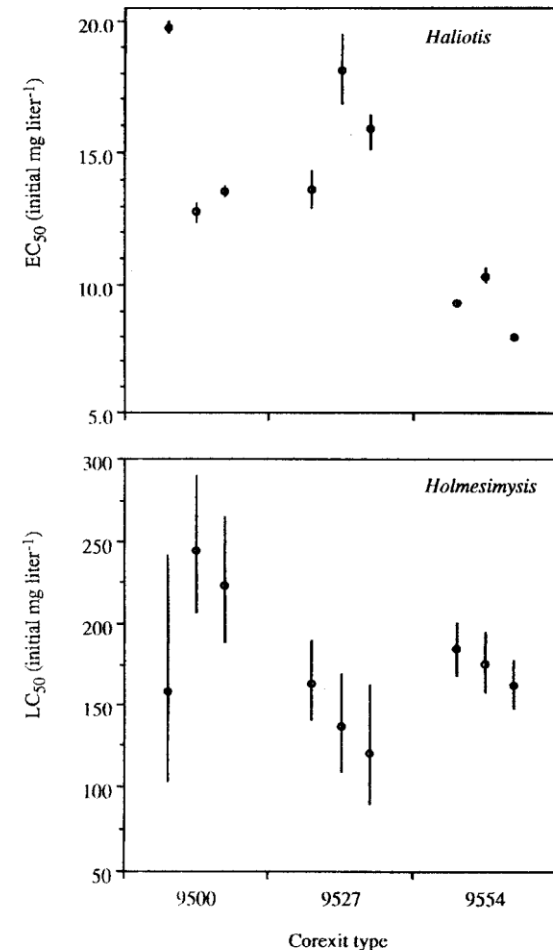 20.0
Haliotis
15.0
10.0
5.0
EC50 (initial mg liter-1)
300
Holmesimysis
250
200
150
100
50
LC50 (initial mg liter-1)
9500 9527 9554
Corexit type